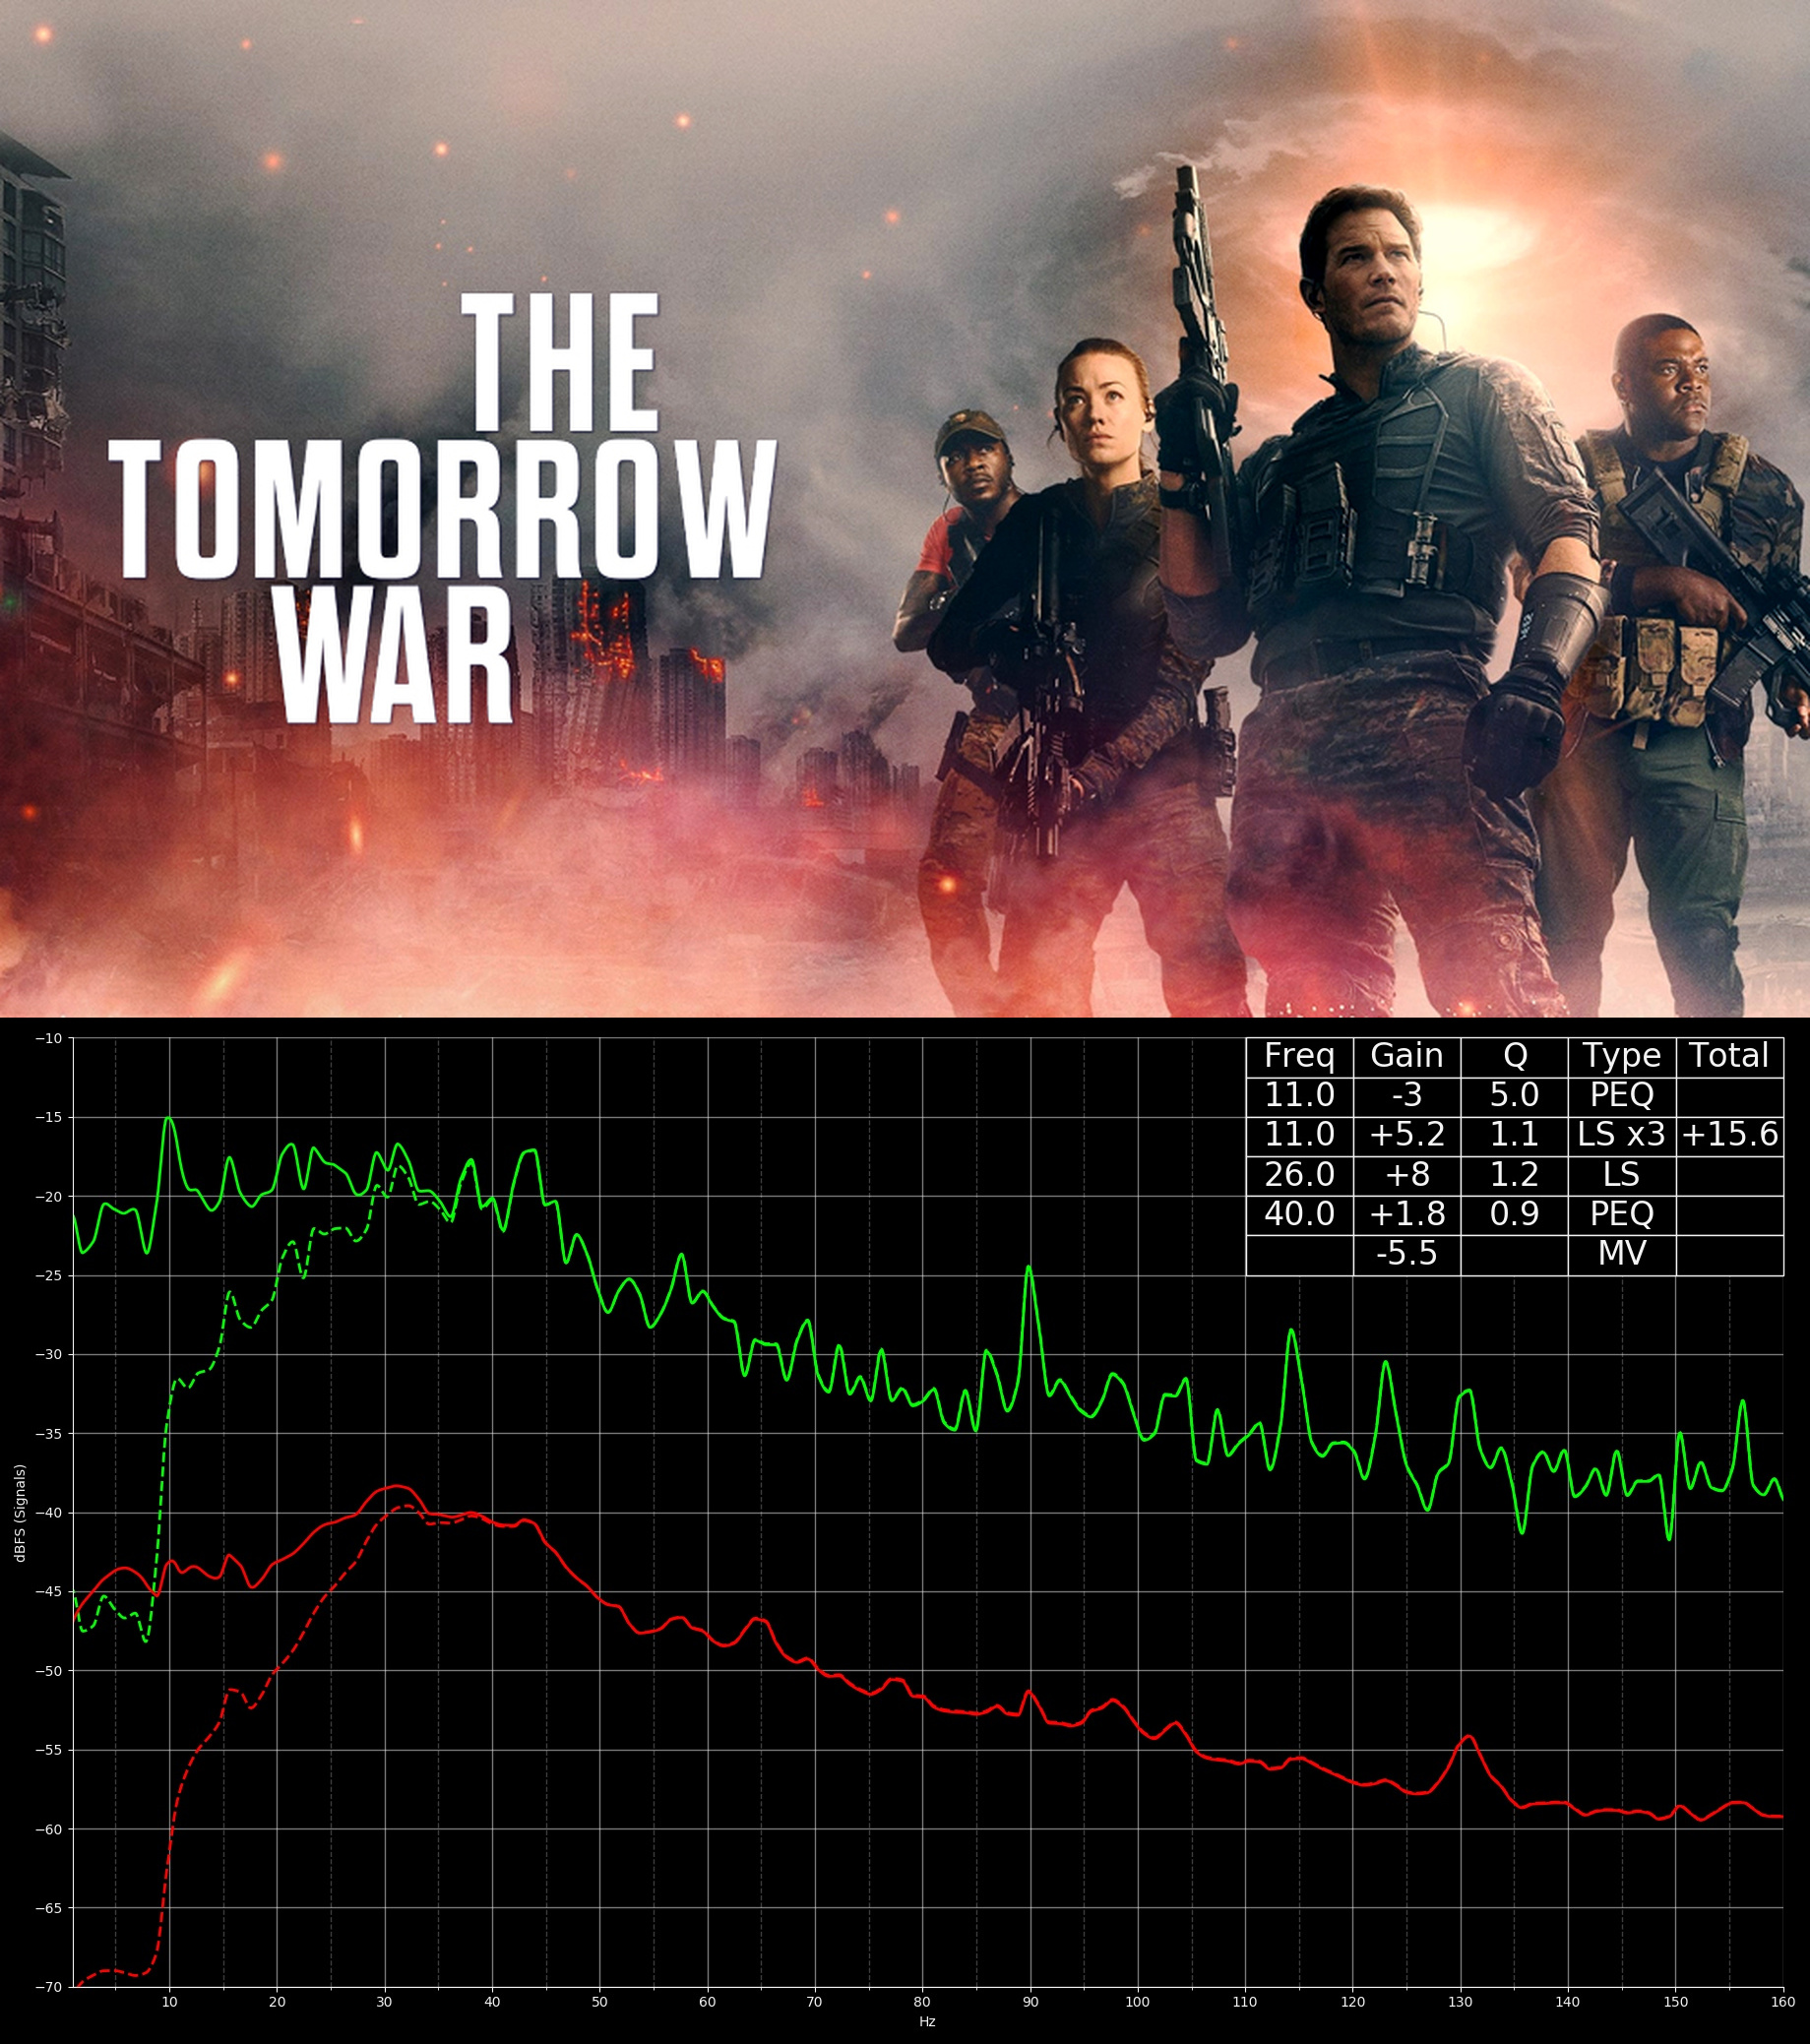 THE
TOMORROW
WAR
Freq Gain Q Type Total
11.0 -3 5.0 PEQ
11.0 +5.2 1.1 LS x3 +15.6
26.0 +8 1.2 LS
40.0 +1.8 0.9 PEQ
-5.5 MV
−10
−15
−20
−25
−30
−35
−40
−45
−50
−55
−60
−65
−70
dBFS (Signals)
10 20 30 40 50 60 70 80 90 100 110 120 130 140 150 160
Hz